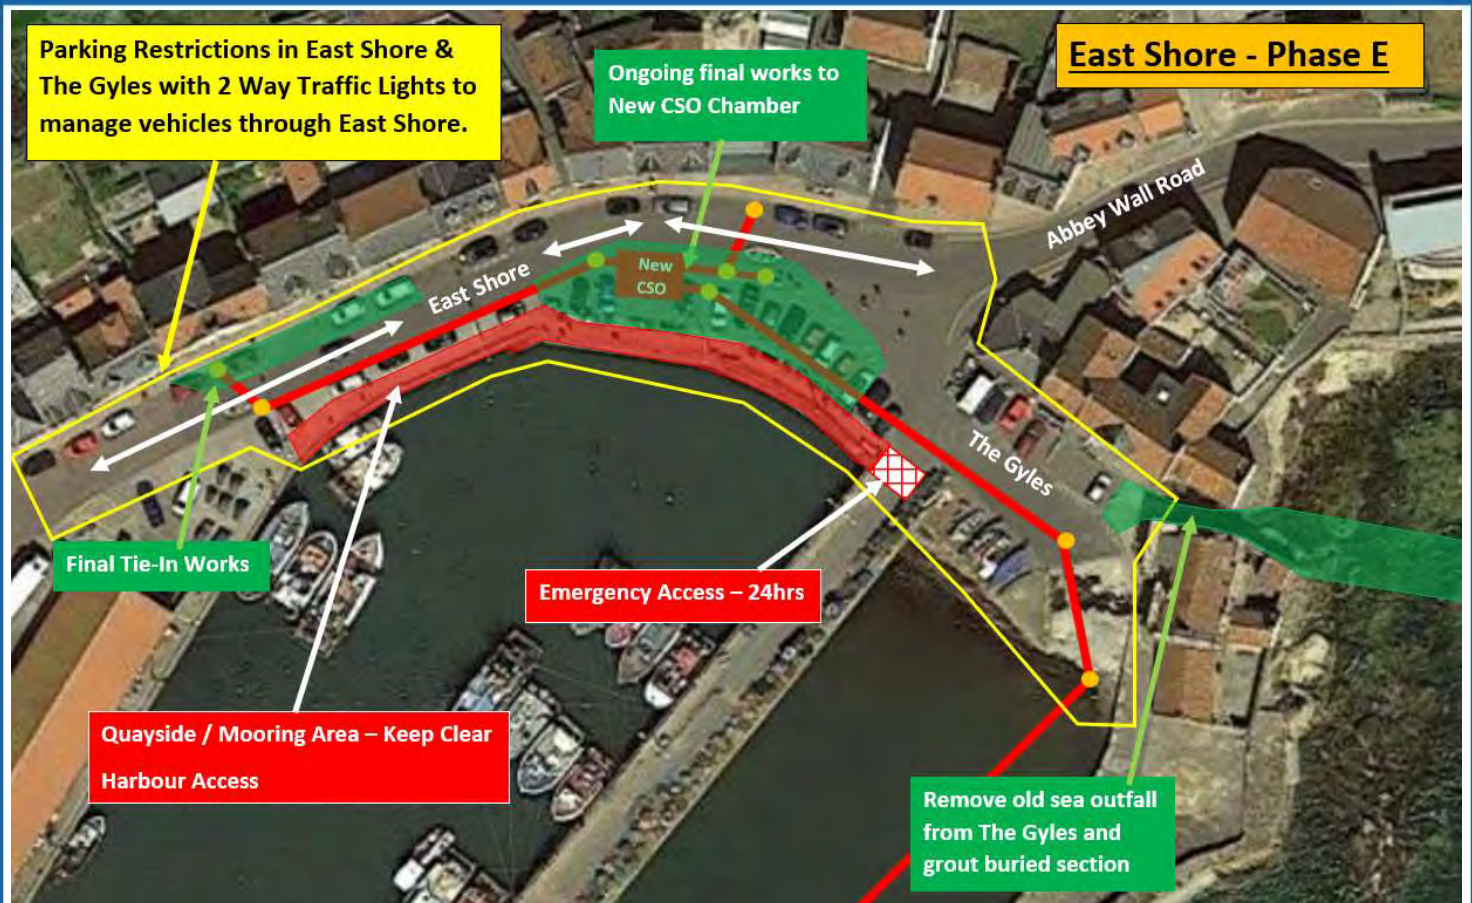 Parking Restrictions in East Shore &
The Gyles with 2 Way Traffic Lights to
manage vehicles through East Shore.
Ongoing final works to
New CSO Chamber
East Shore - Phase E
Abbey Wall Road
East Shore
New
CSO
The Gyles
Final Tie-In Works
Emergency Access – 24hrs
Quayside / Mooring Area – Keep Clear
Harbour Access
Remove old sea outfall
from The Gyles and
grout buried section